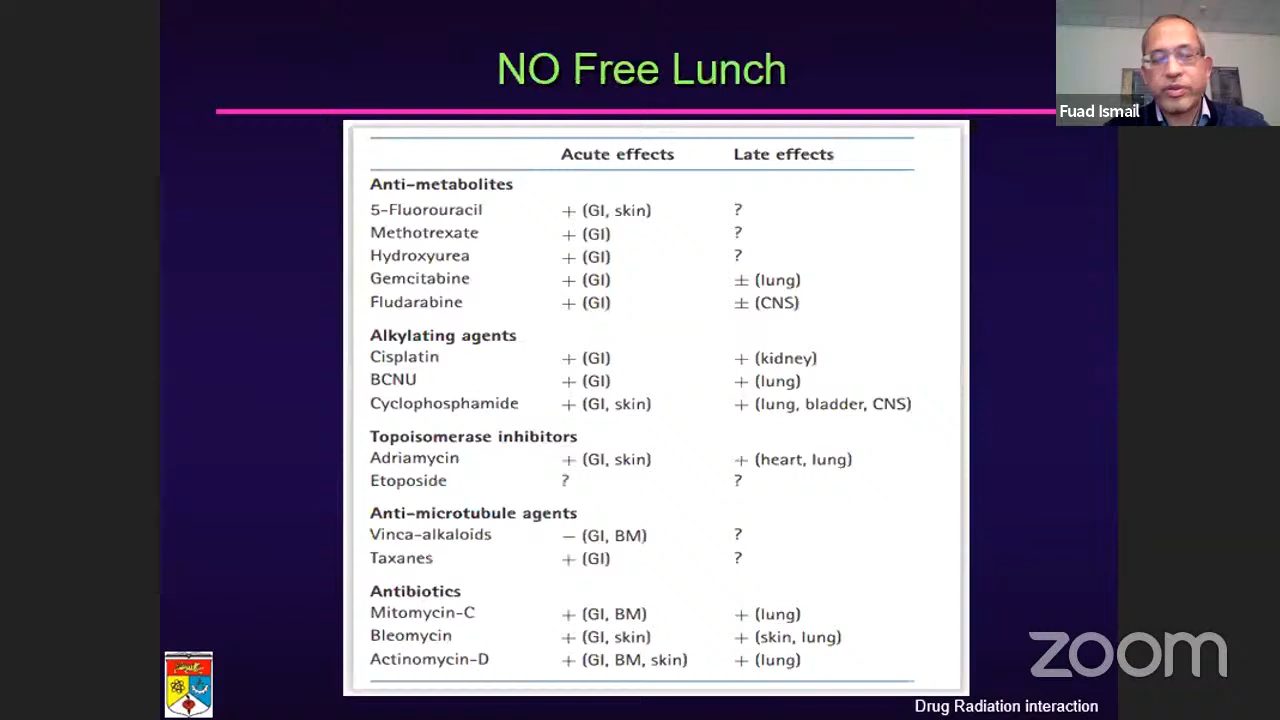 NO Free Lunch
Fuad Ismail
Acute effects Late effects
Anti-metabolites
5-Fluorouracil + (GI, skin) ?
Methotrexate + (GI) ?
Hydroxyurea + (GI) ?
Gemcitabine + (GI) ± (lung)
Fludarabine + (GI) ± (CNS)
Alkylating agents
Cisplatin + (GI) + (kidney)
BCNU + (GI) + (lung)
Cyclophosphamide + (GI, skin) + (lung, bladder, CNS)
Topoisomerase inhibitors
Adriamycin + (GI, skin) + (heart, lung)
Etoposide ? ?
Anti-microtubule agents
Vinca-alkaloids − (GI, BM) ?
Taxanes + (GI) ?
Antibiotics
Mitomycin-C + (GI, BM) + (lung)
Bleomycin + (GI, skin) + (skin, lung)
Actinomycin-D + (GI, BM, skin) + (lung)
zoom
Drug Radiation interaction